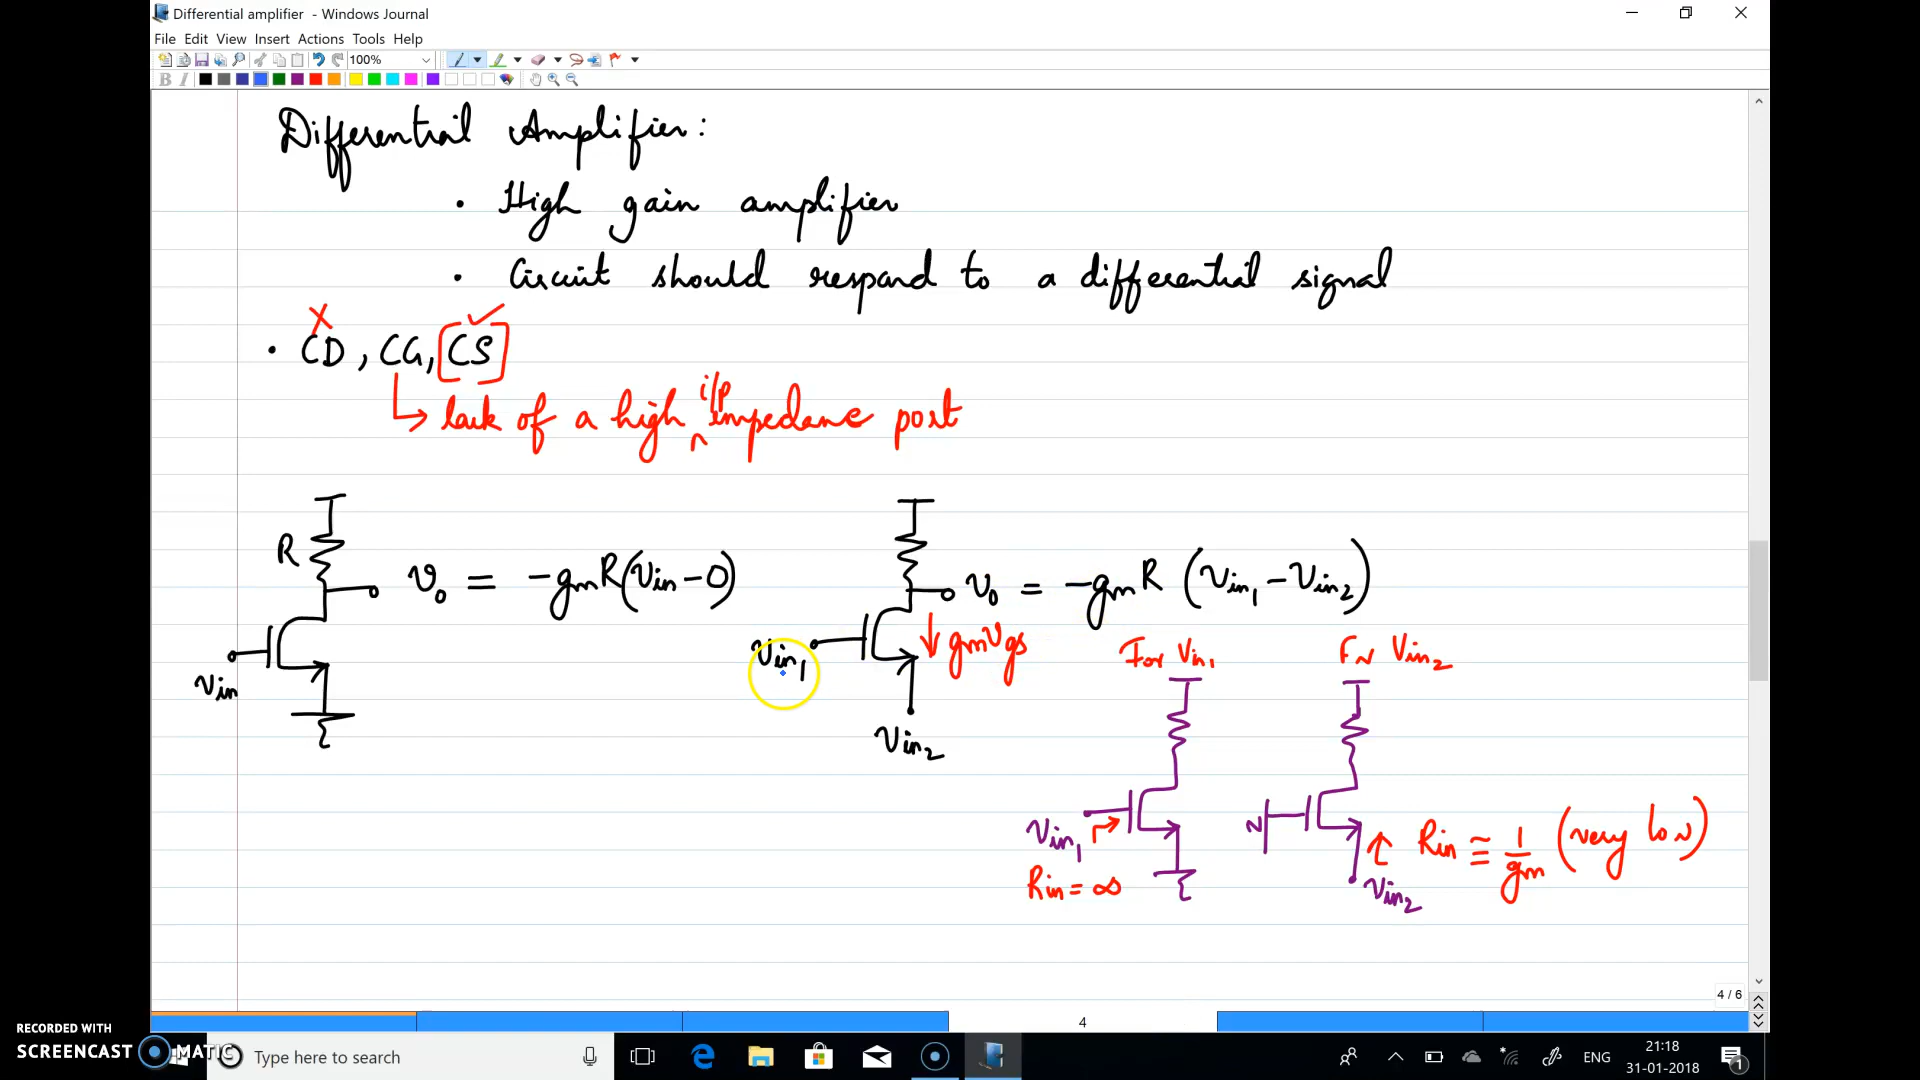 Differential amplifier - Windows Journal
File Edit View Insert Actions Tools Help
100%
B I
Differential Amplifier:
• High gain amplifier
• Circuit should respond to a differential signal
X ✓
• CD, CG, [CS]
↳ lack of a high i/p impedance port
R
Vo = -gmR(Vin - 0)
Vin
Vo = -gmR (Vin1 - Vin2)
Vin1
↓ gmVgs
Vin2
For Vin1
For Vin2
Vin1
Rin = ∞
Rin ≅ 1/gm (very low)
Vin2
4 / 6
4
RECORDED WITH
SCREENCAST MATIC
Type here to search
ENG
21:18
31-01-2018
1